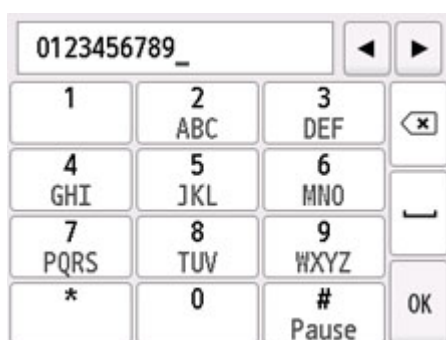 0123456789_
1 2 3
ABC DEF
4 5 6
GHI JKL MNO
7 8 9
PQRS TUV WXYZ
* 0 # OK
Pause